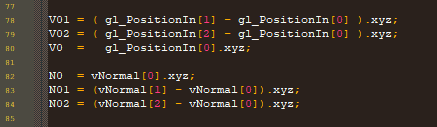 77
78 V01 = ( gl_PositionIn[1] - gl_PositionIn[0] ).xyz;
79 V02 = ( gl_PositionIn[2] - gl_PositionIn[0] ).xyz;
80 V0  =   gl_PositionIn[0].xyz;
81
82 N0  = vNormal[0].xyz;
83 N01 = (vNormal[1] - vNormal[0]).xyz;
84 N02 = (vNormal[2] - vNormal[0]).xyz;
85